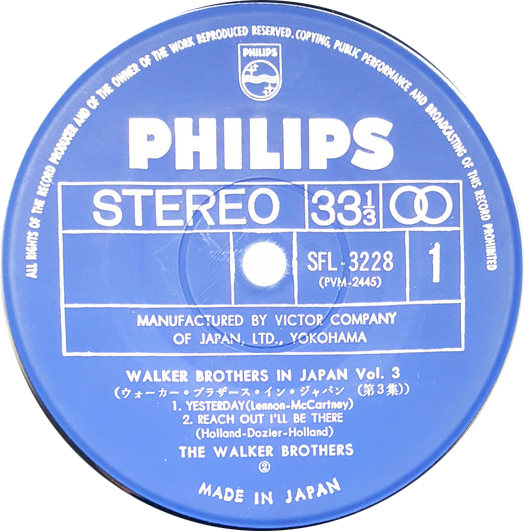 ALL RIGHTS OF THE RECORD PRODUCER AND OF THE OWNER OF THE WORK REPRODUCED RESERVED. COPYING, PUBLIC PERFORMANCE AND BROADCASTING OF THIS RECORD PROHIBITED
PHILIPS
PHILIPS
STEREO 33 1/3
SFL-3228 1
(PVM-2445)
MANUFACTURED BY VICTOR COMPANY
OF JAPAN, LTD., YOKOHAMA
WALKER BROTHERS IN JAPAN Vol. 3
(ウォーカー・ブラザース・イン・ジャパン (第3集))
1. YESTERDAY(Lennon-McCartney)
2. REACH OUT I'LL BE THERE
(Holland-Dozier-Holland)
THE WALKER BROTHERS
②
MADE IN JAPAN